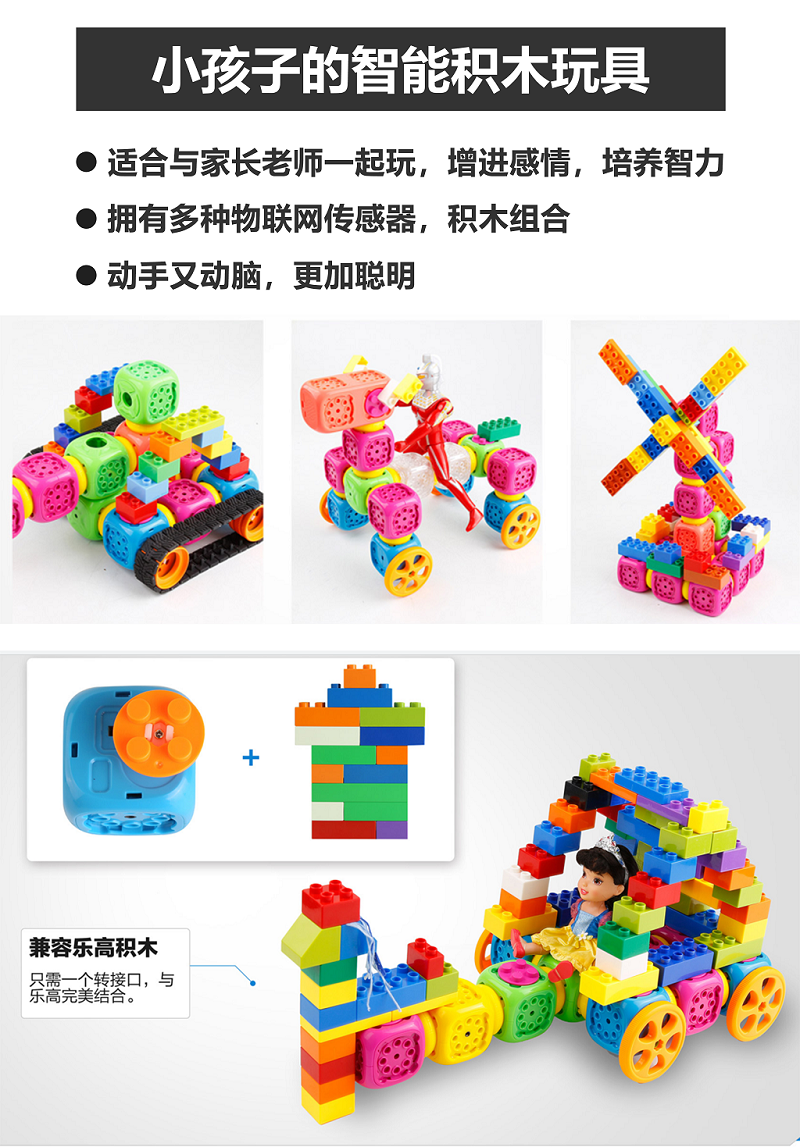 小孩子的智能积木玩具
● 适合与家长老师一起玩，增进感情，培养智力
● 拥有多种物联网传感器，积木组合
● 动手又动脑，更加聪明
+
兼容乐高积木
只需一个转接口，与
乐高完美结合。